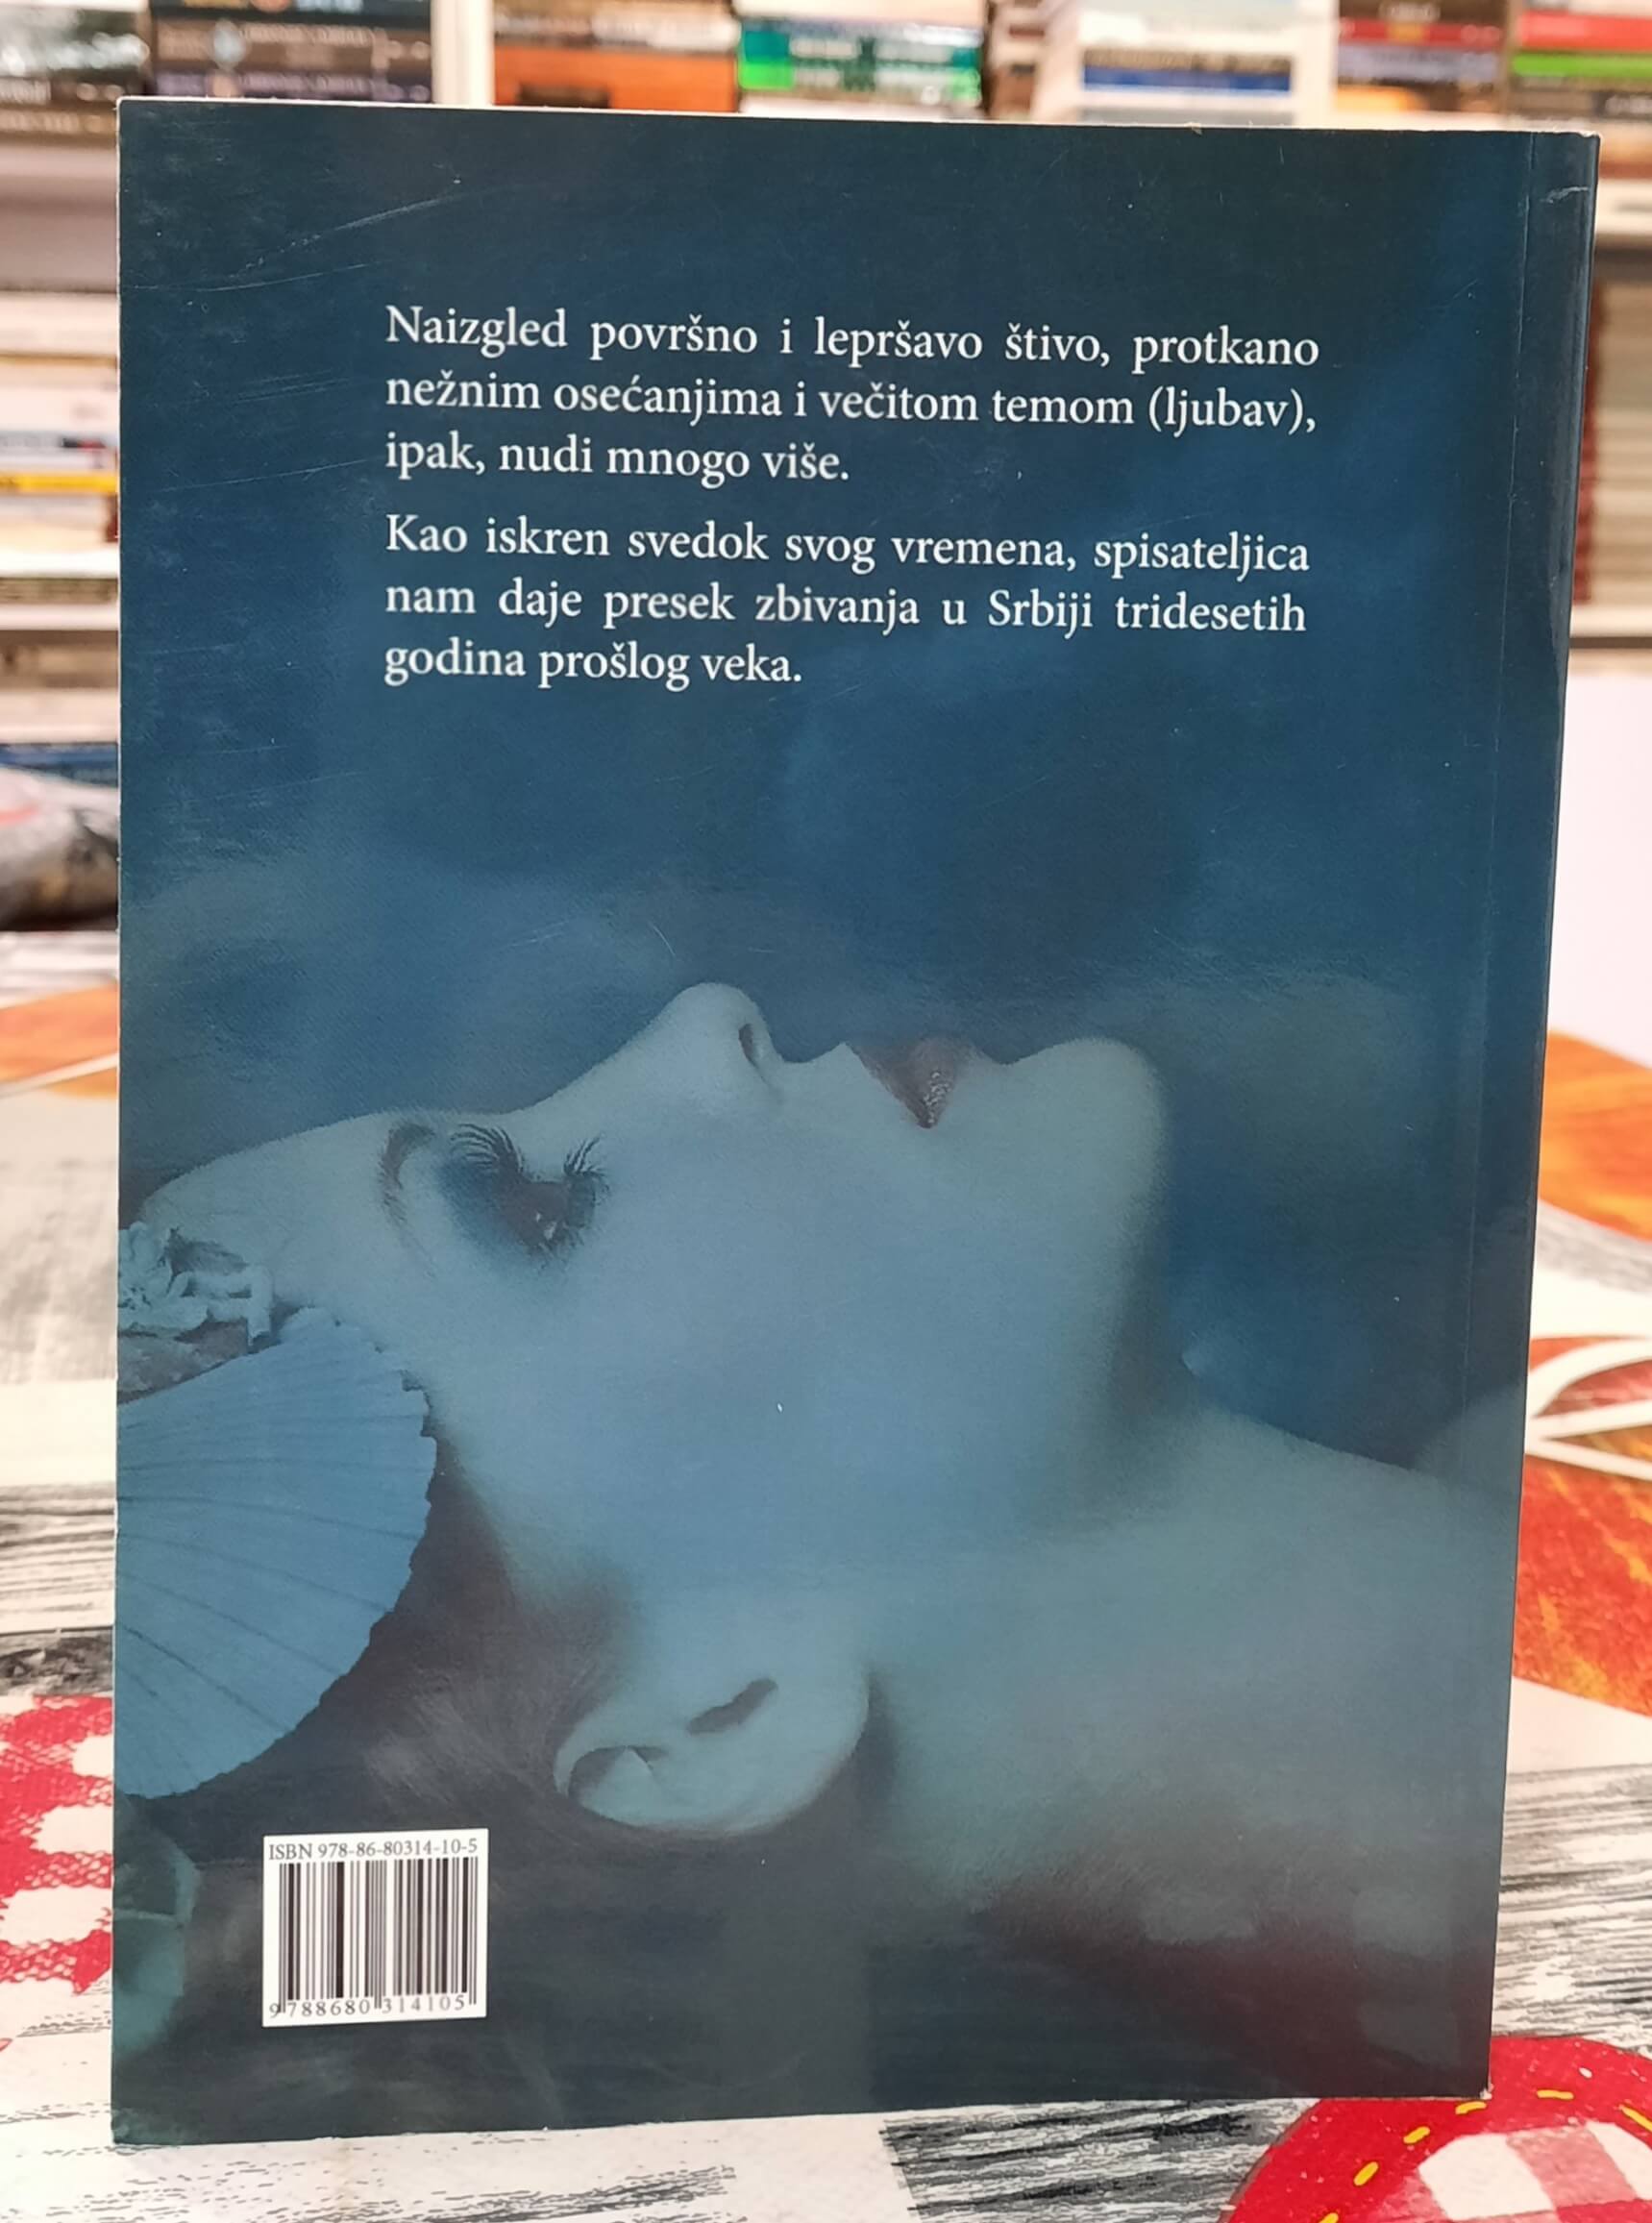 Naizgled površno i lepršavo štivo, protkano
nežnim osećanjima i večitom temom (ljubav),
ipak, nudi mnogo više.
Kao iskren svedok svog vremena, spisateljica
nam daje presek zbivanja u Srbiji tridesetih
godina prošlog veka.
ISBN 978-86-80314-10-5
9788680314105